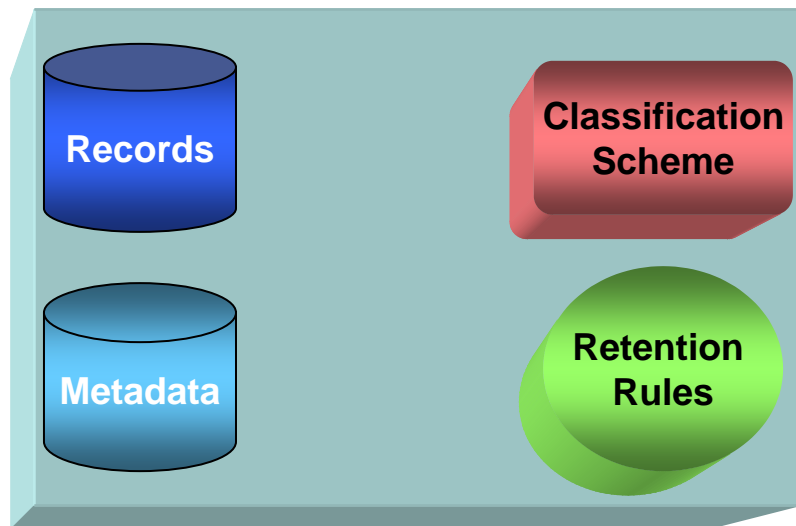 Records
Classification
Scheme
Metadata
Retention
Rules